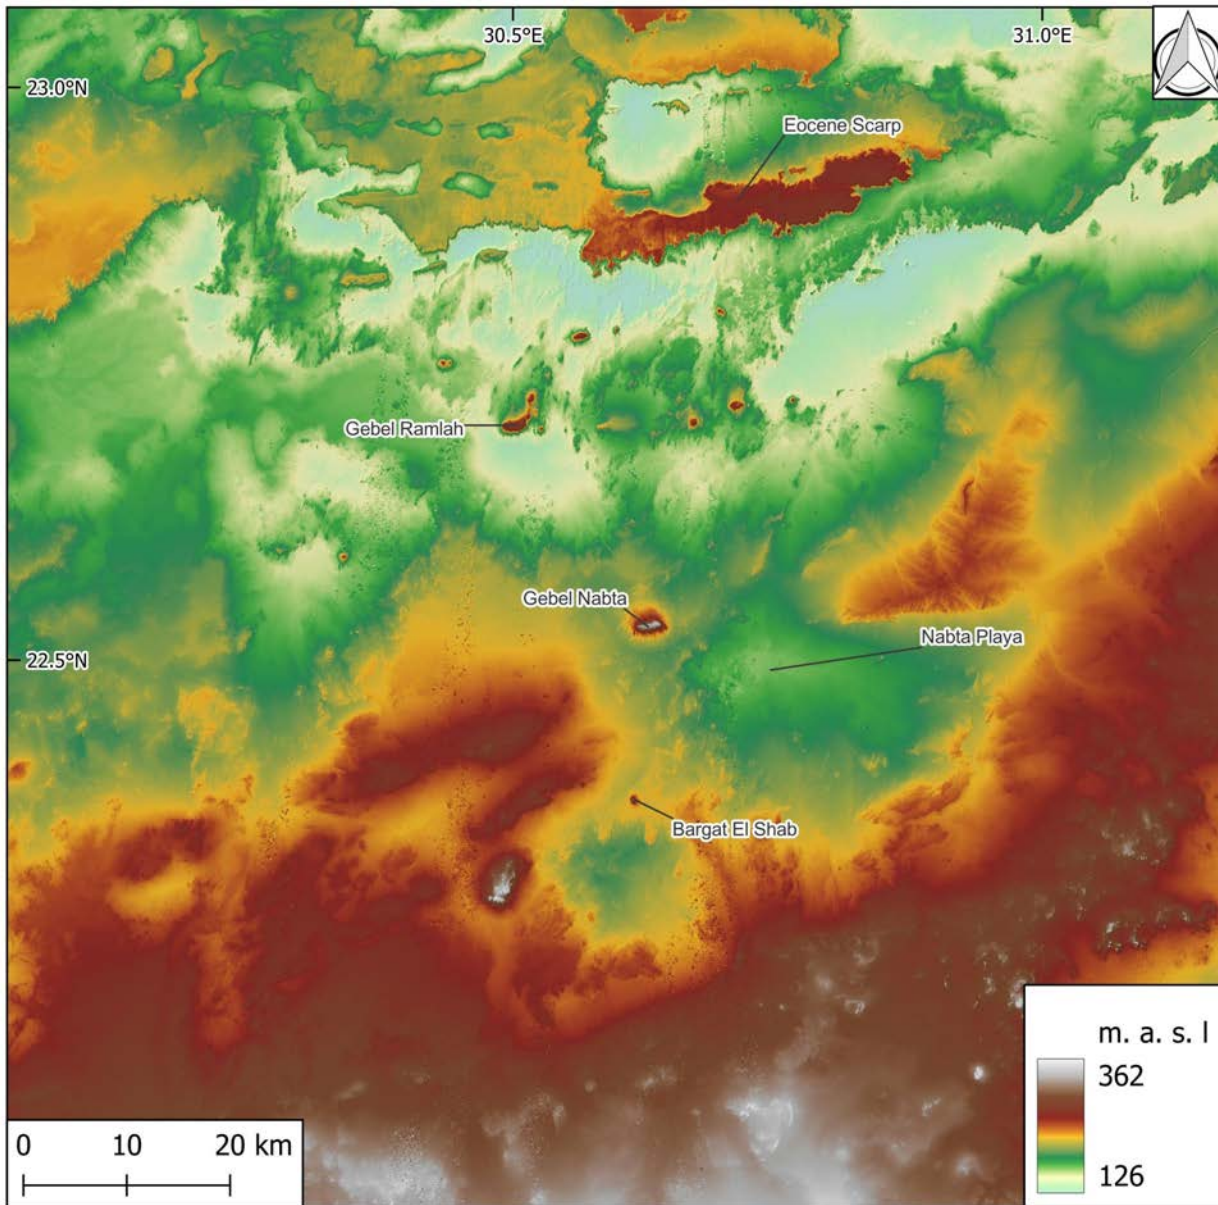 30.5°E
31.0°E
23.0°N
Eocene Scarp
Gebel Ramlah
Gebel Nabta
Nabta Playa
22.5°N
Bargat El Shab
m. a. s. l
362
126
0 10 20 km